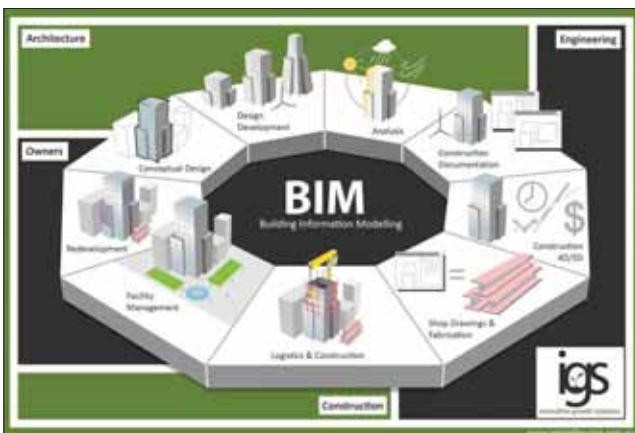 Architecture
Engineering
Design
Development
Analysis
Construction
Documentation
Conceptual Design
Owners
BIM
Building Information Modelling
Redevelopment
Construction
4D/5D
Facility
Management
Shop Drawings &
Fabrication
Logistics & Construction
Construction
igs